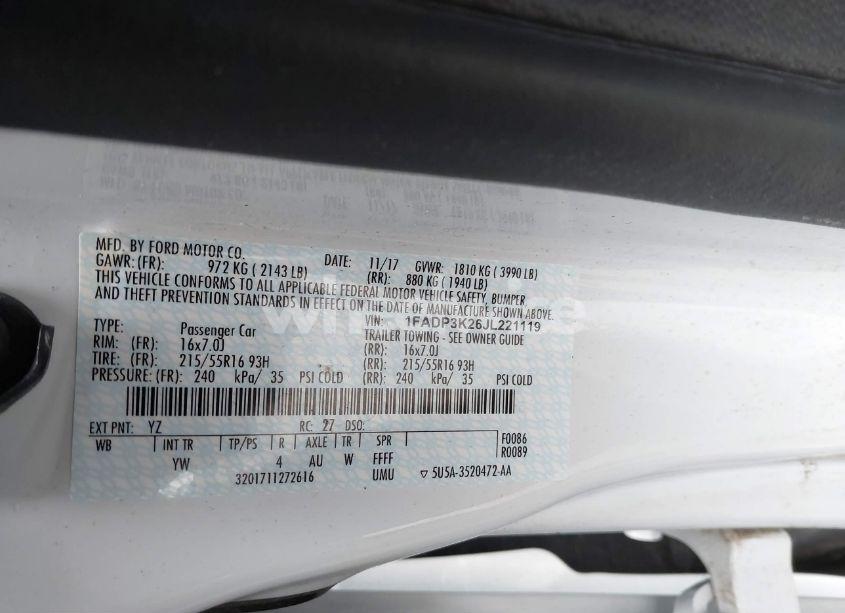 MFD. BY FORD MOTOR CO.
DATE: 11/17 GVWR: 1810 KG ( 3990 LB)
GAWR: (FR): 972 KG ( 2143 LB) (RR): 880 KG ( 1940 LB)
THIS VEHICLE CONFORMS TO ALL APPLICABLE FEDERAL MOTOR VEHICLE SAFETY, BUMPER
AND THEFT PREVENTION STANDARDS IN EFFECT ON THE DATE OF MANUFACTURE SHOWN ABOVE.
VIN: 1FADP3K26JL221119
TYPE: Passenger Car TRAILER TOWING - SEE OWNER GUIDE
RIM: (FR): 16x7.0J (RR): 16x7.0J
TIRE: (FR): 215/55R16 93H (RR): 215/55R16 93H
PRESSURE: (FR): 240 kPa/ 35 PSI COLD (RR): 240 kPa/ 35 PSI COLD
EXT PNT: YZ RC: 27 DSO:
WB INT TR TP/PS R AXLE TR SPR F0086
R0089
YW 4 AU W FFFF
3201711272616 UMU ▽ 5U5A-3520472-AA